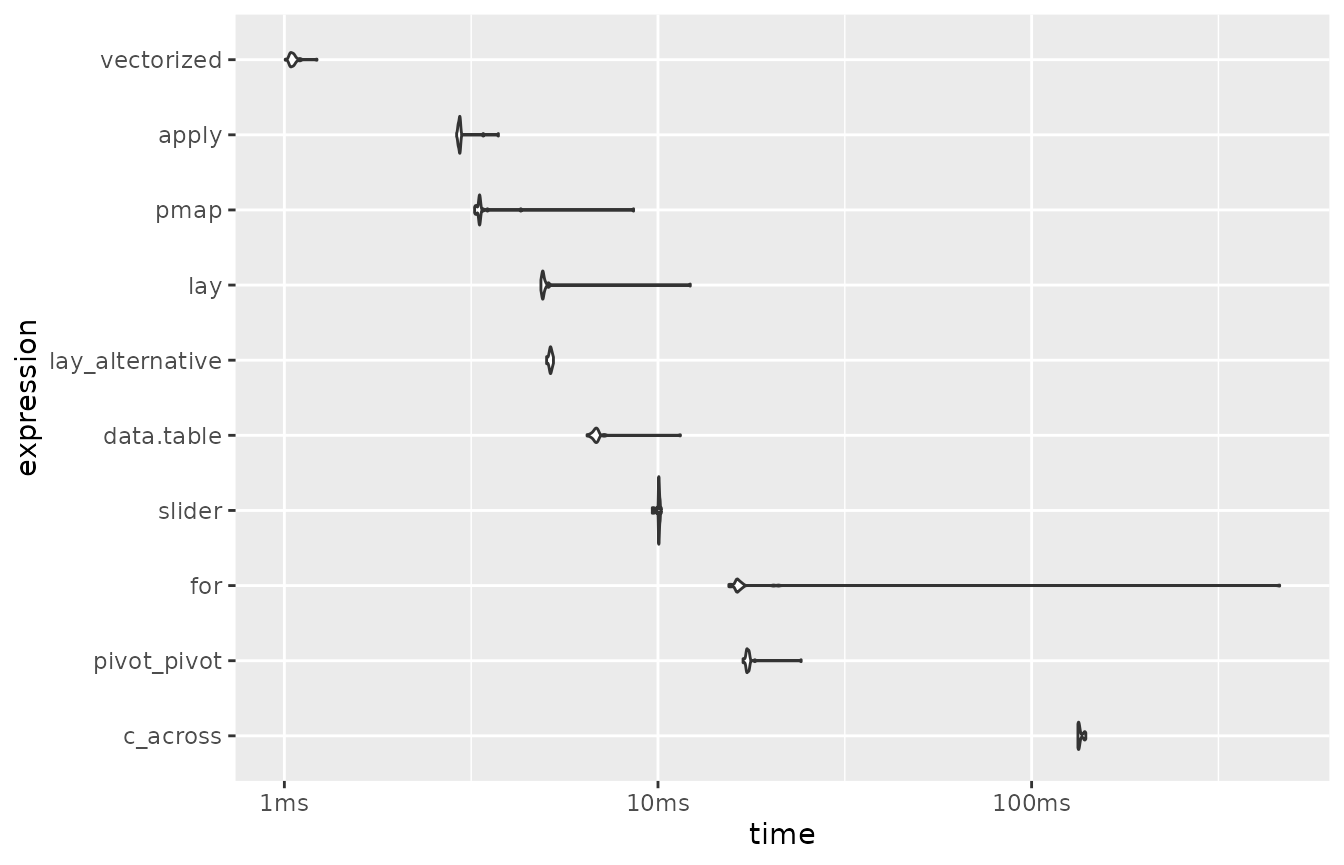 vectorized
apply
pmap
lay
lay_alternative
data.table
slider
for
pivot_pivot
c_across
expression
1ms 10ms 100ms
time